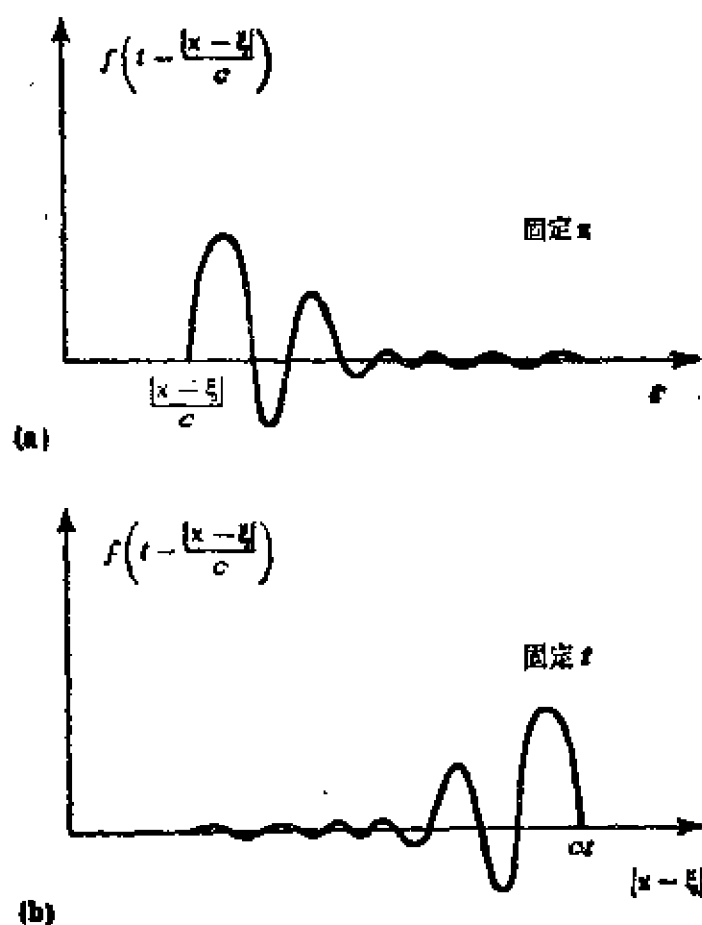 f(t − |x − ξ|/c)
固定 x
|x − ξ|/c
t
(a)
f(t − |x − ξ|/c)
固定 t
ct
|x − ξ|
(b)